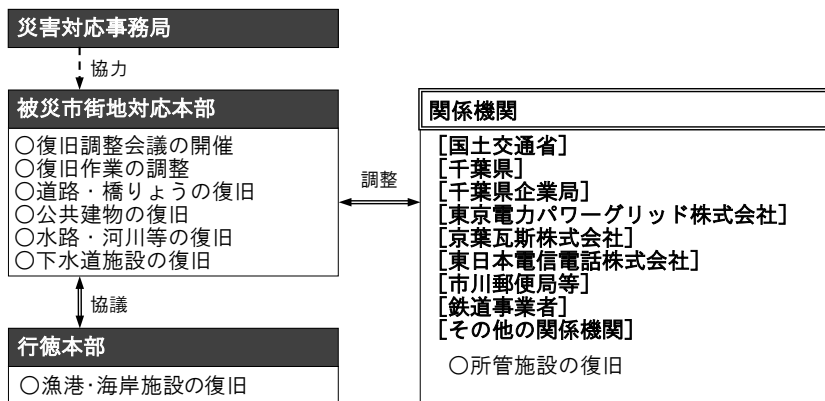 災害対応事務局
協力
被災市街地対応本部
〇復旧調整会議の開催
〇復旧作業の調整
〇道路・橋りょうの復旧
〇公共建物の復旧
〇水路・河川等の復旧
〇下水道施設の復旧
協議
行徳本部
〇漁港・海岸施設の復旧
調整
関係機関
［国土交通省］
［千葉県］
［千葉県企業局］
［東京電力パワーグリッド株式会社］
［京葉瓦斯株式会社］
［東日本電信電話株式会社］
［市川郵便局等］
［鉄道事業者］
［その他の関係機関］
〇所管施設の復旧